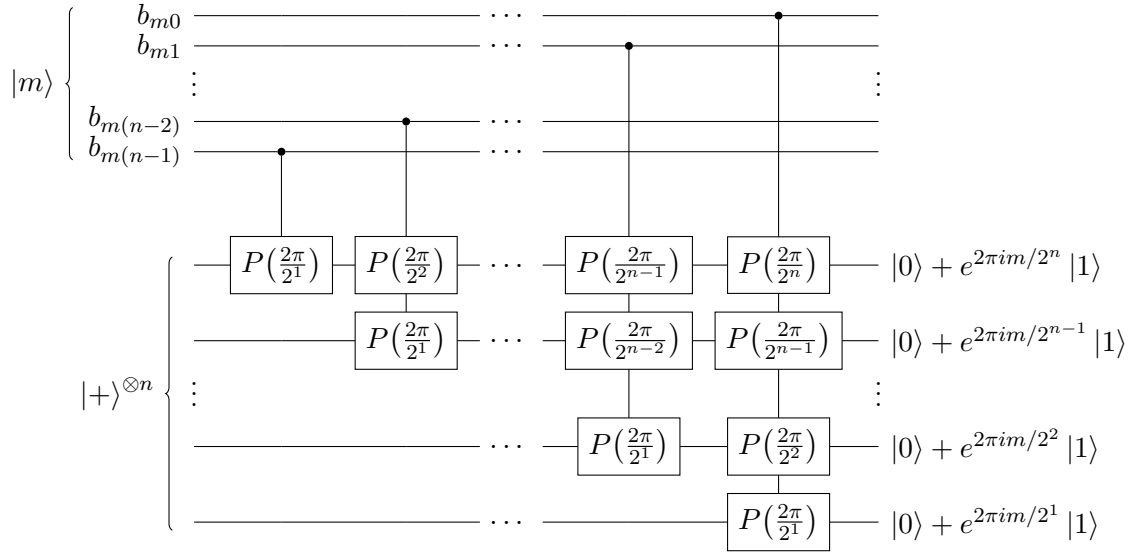 b_{m0}
b_{m1}
|m⟩
⋮ ⋮
b_{m(n−2)}
b_{m(n−1)}
P(2π/2^1) P(2π/2^2) ⋯ P(2π/2^{n−1}) P(2π/2^n) |0⟩ + e^{2πim/2^n} |1⟩
P(2π/2^1) ⋯ P(2π/2^{n−2}) P(2π/2^{n−1}) |0⟩ + e^{2πim/2^{n−1}} |1⟩
|+⟩^{⊗n}
⋮ ⋮
⋯ P(2π/2^1) P(2π/2^2) |0⟩ + e^{2πim/2^2} |1⟩
⋯ P(2π/2^1) |0⟩ + e^{2πim/2^1} |1⟩